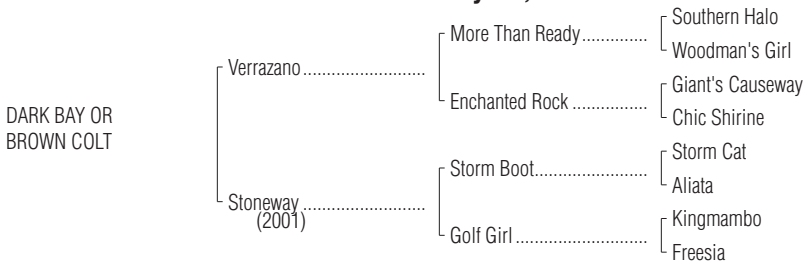 Southern Halo
More Than Ready..............
Woodman's Girl
Verrazano..........................
Giant's Causeway
Enchanted Rock ................
Chic Shirine
DARK BAY OR
BROWN COLT
Storm Cat
Storm Boot........................
Aliata
Stoneway ..........................
(2001)
Kingmambo
Golf Girl ............................
Freesia